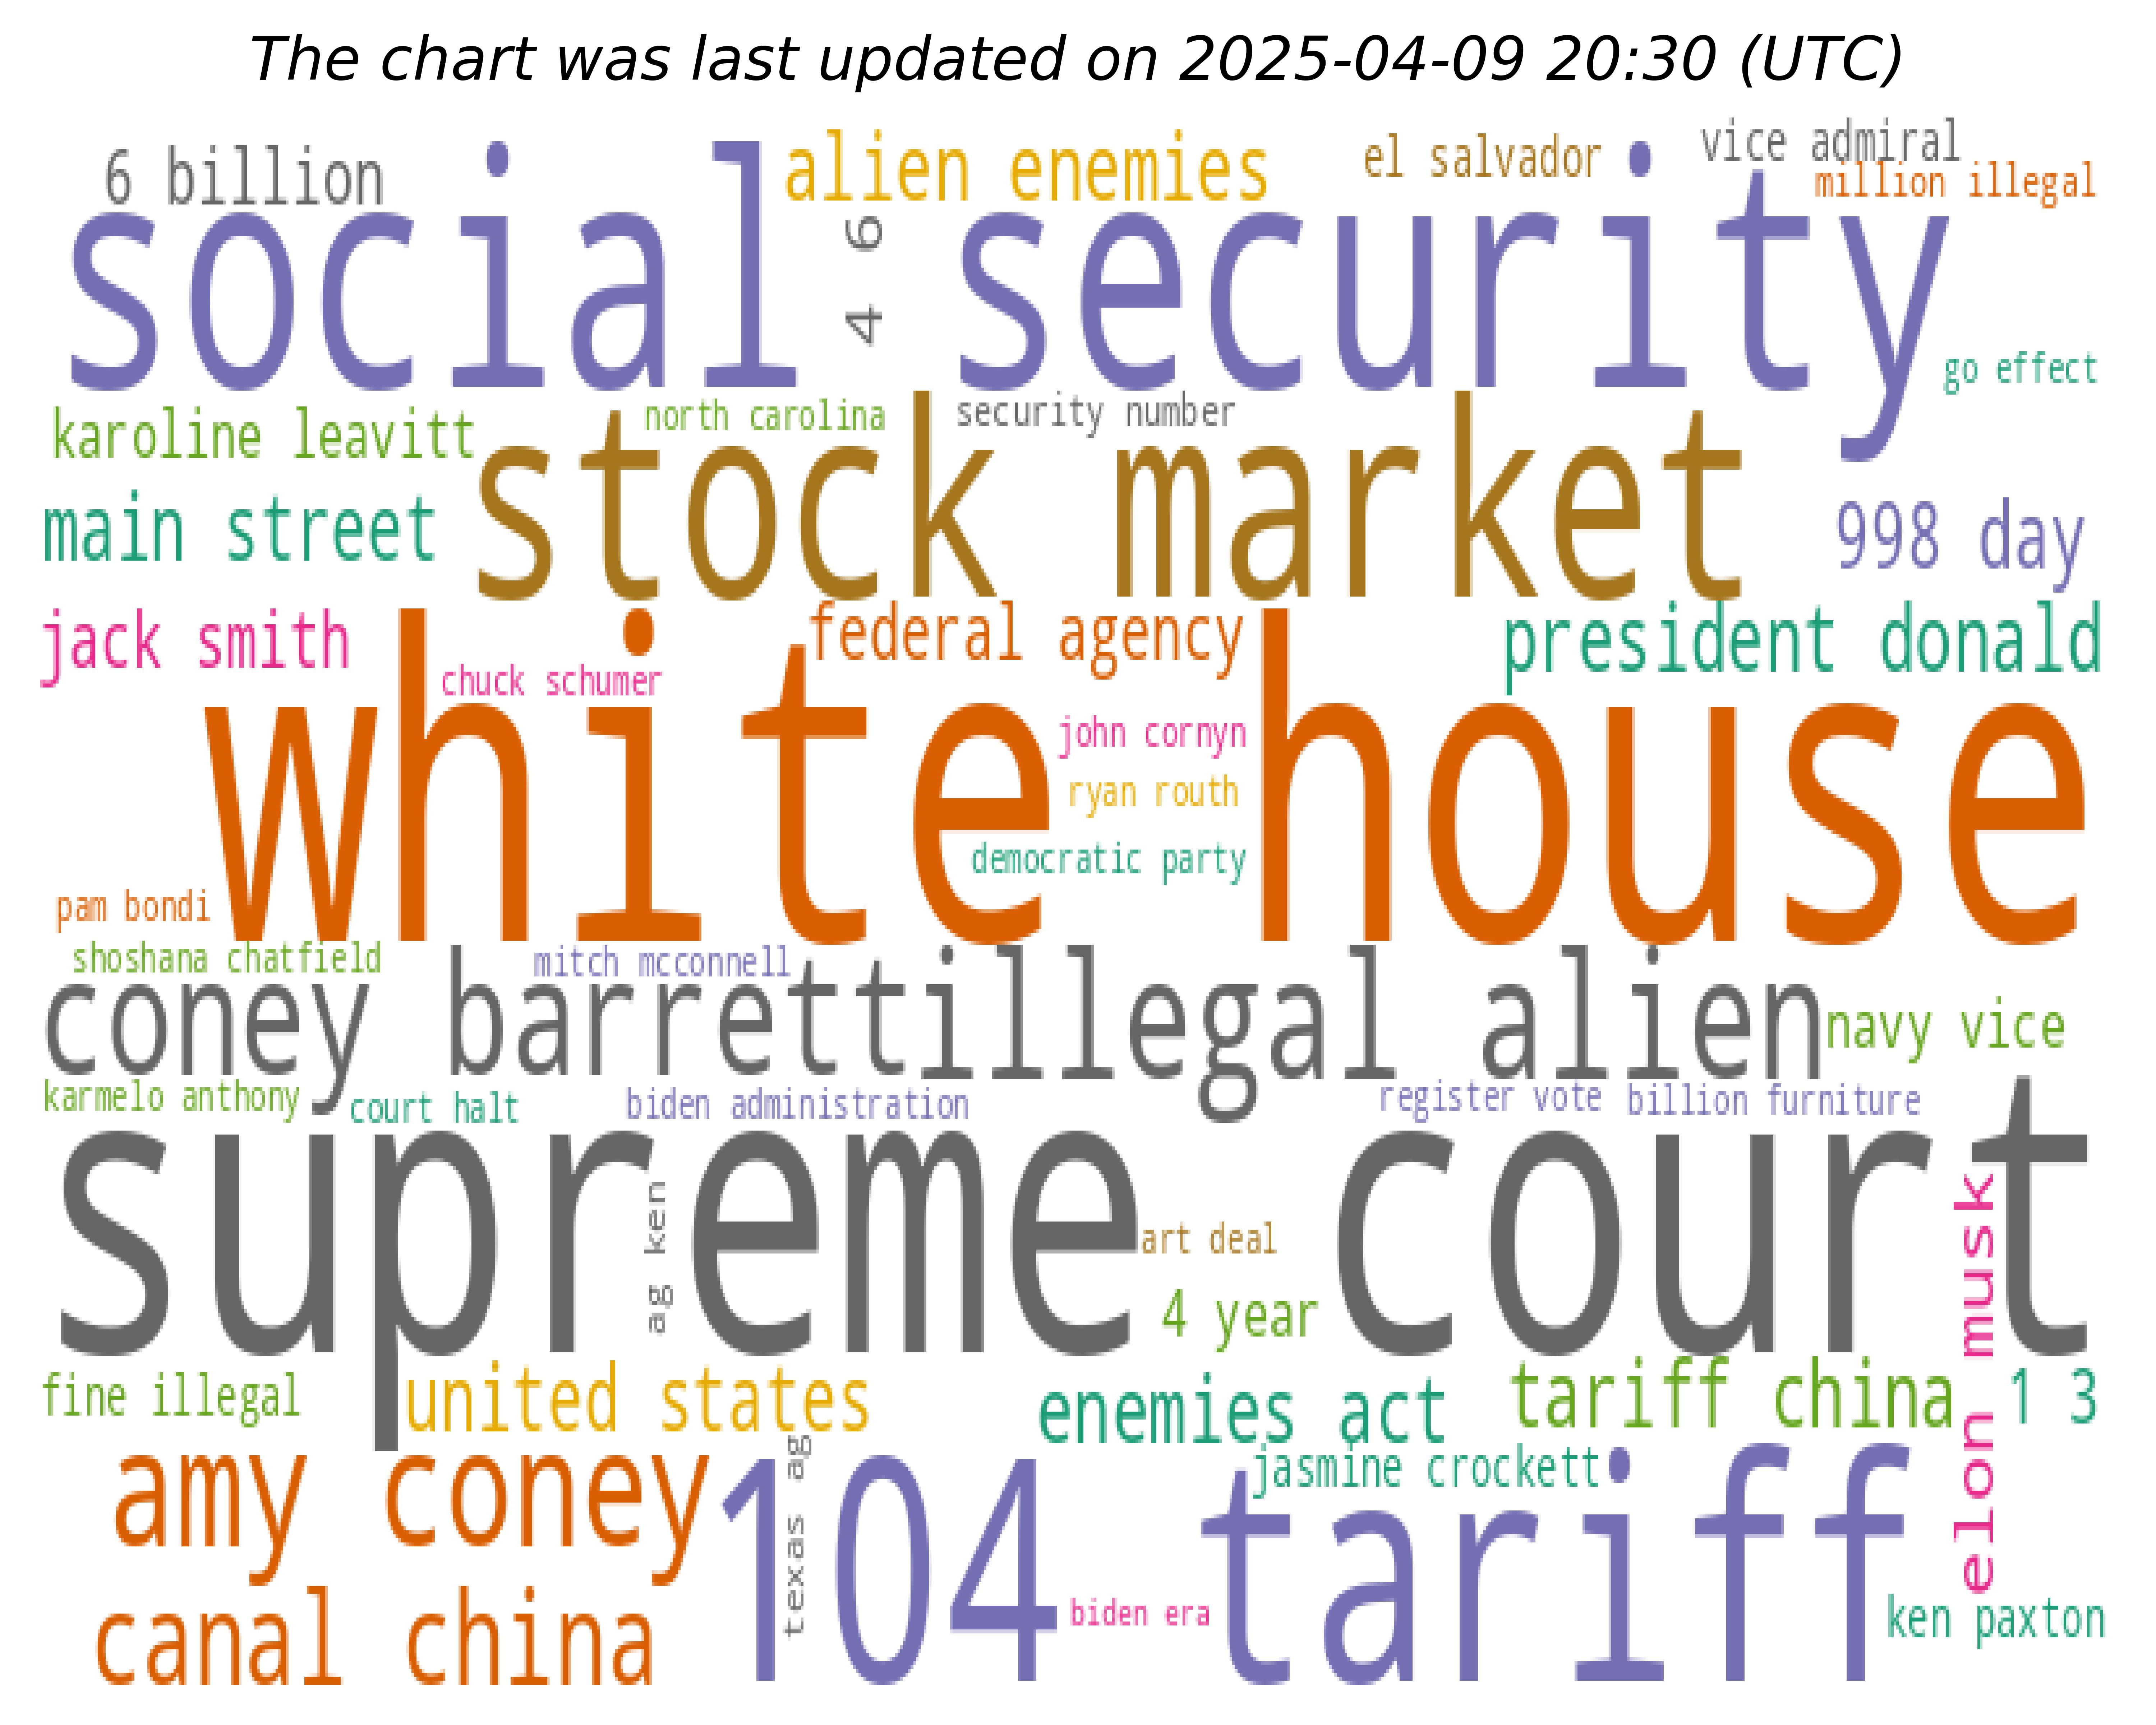 The chart was last updated on 2025-04-09 20:30 (UTC)
6 billion
alien enemies
el salvador
vice admiral
million illegal
social security
4 6
go effect
karoline leavitt
north carolina
security number
stock market
main street
998 day
jack smith
federal agency
president donald
chuck schumer
white house
john cornyn
ryan routh
democratic party
pam bondi
shoshana chatfield
mitch mcconnell
coney barrett
illegal alien
navy vice
karmelo anthony
court halt
biden administration
register vote
billion furniture
supreme court
ag ken
art deal
4 year
elon musk
fine illegal
united states
enemies act
tariff china
1 3
amy coney
texas ag
jasmine crockett
104 tariff
canal china
biden era
ken paxton